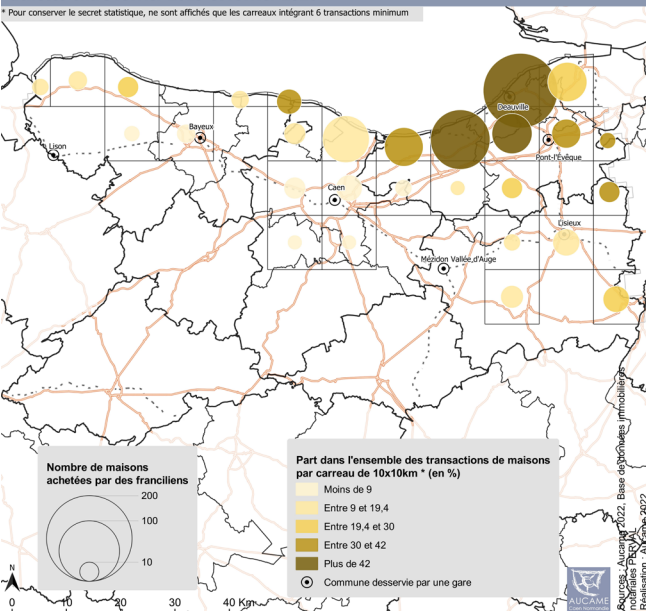 * Pour conserver le secret statistique, ne sont affichés que les carreaux intégrant 6 transactions minimum
Deauville
Bayeux
Lison
Pont-l'Évêque
Caen
Lisieux
Mézidon Vallée d'Auge
Nombre de maisons
achetées par des franciliens
200
100
10
Part dans l'ensemble des transactions de maisons
par carreau de 10x10km * (en %)
Moins de 9
Entre 9 et 19,4
Entre 19,4 et 30
Entre 30 et 42
Plus de 42
Commune desservie par une gare
N
0 10 20 30 40 Km
AUCAME
Caen Normandie
Sources : Aucame 2022, Base de données immobilières
notariales PERVAL
Réalisation : Aucame 2022